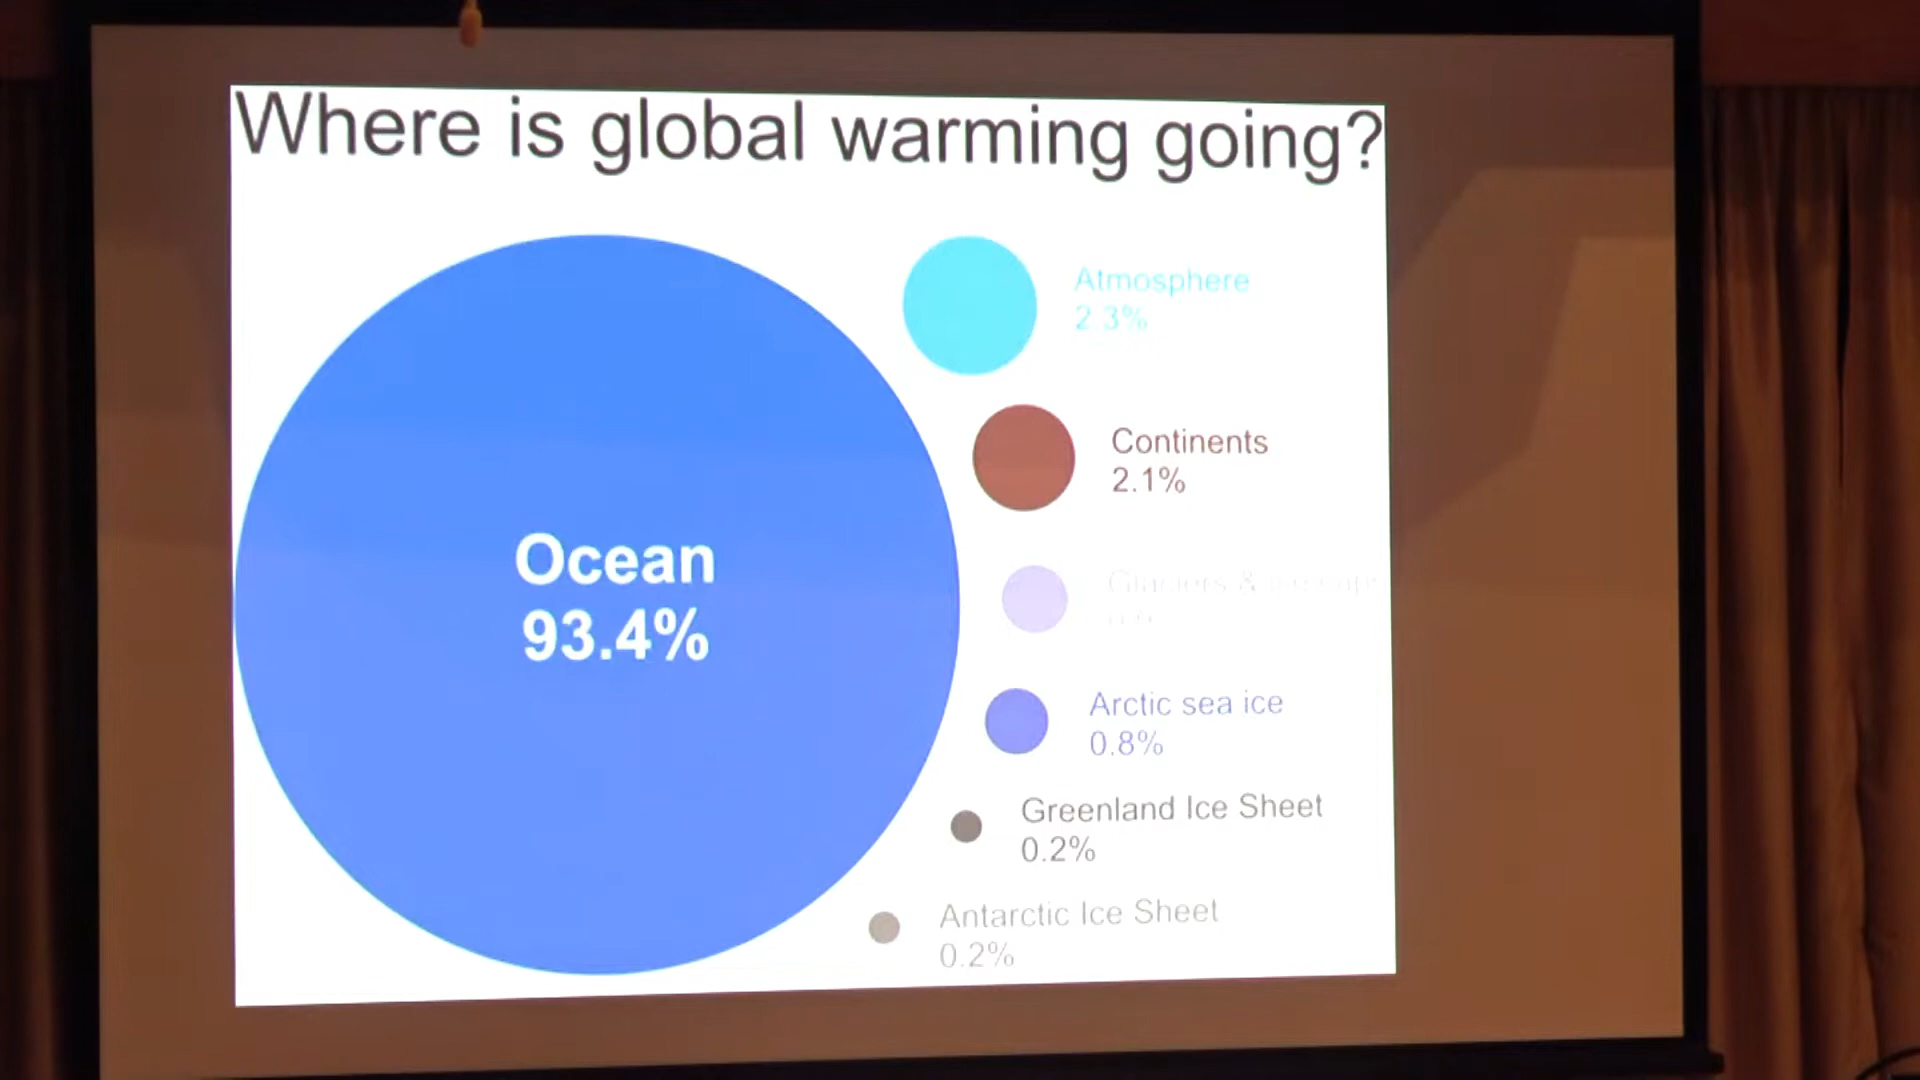 Where is global warming going?
Atmosphere
2.3%
Continents
2.1%
Ocean
93.4%
Glaciers &
Arctic sea ice
0.8%
Greenland Ice Sheet
0.2%
Antarctic Ice Sheet
0.2%